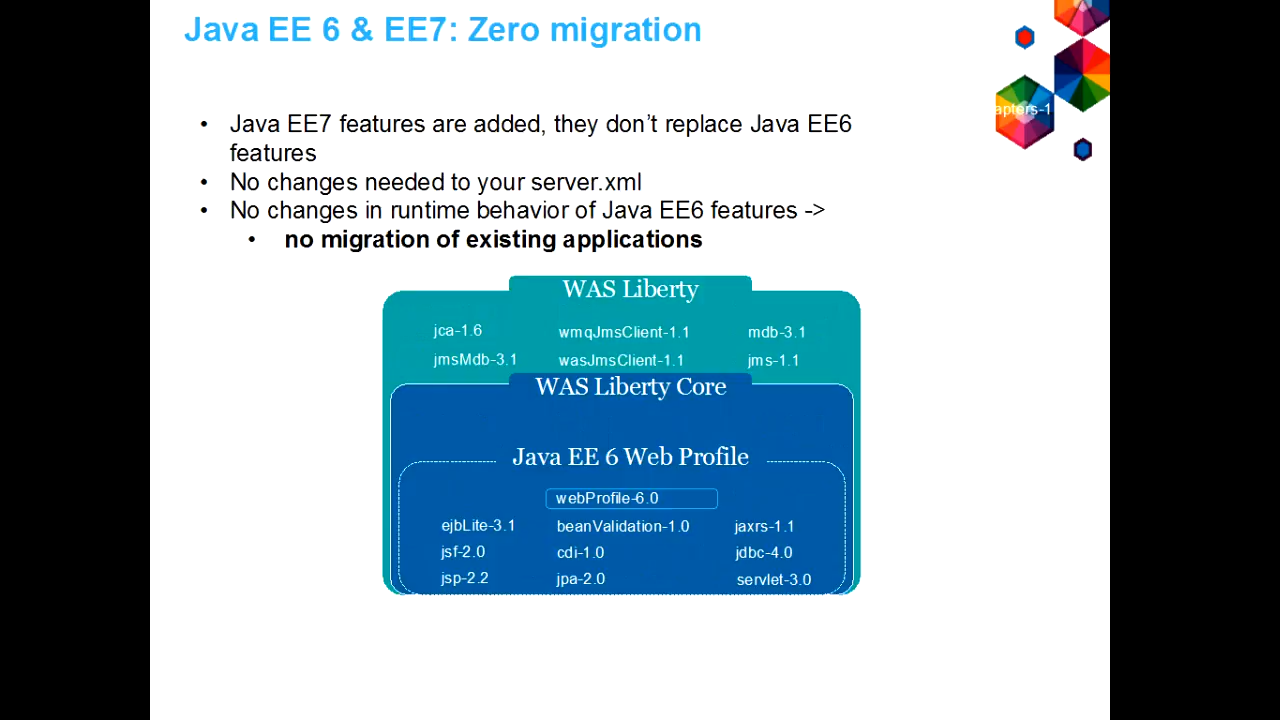 Java EE 6 & EE7: Zero migration
apters-1
• Java EE7 features are added, they don’t replace Java EE6
features
• No changes needed to your server.xml
• No changes in runtime behavior of Java EE6 features ->
• no migration of existing applications
WAS Liberty
jca-1.6 wmqJmsClient-1.1 mdb-3.1
jmsMdb-3.1 wasJmsClient-1.1 jms-1.1
WAS Liberty Core
Java EE 6 Web Profile
webProfile-6.0
ejbLite-3.1 beanValidation-1.0 jaxrs-1.1
jsf-2.0 cdi-1.0 jdbc-4.0
jsp-2.2 jpa-2.0 servlet-3.0